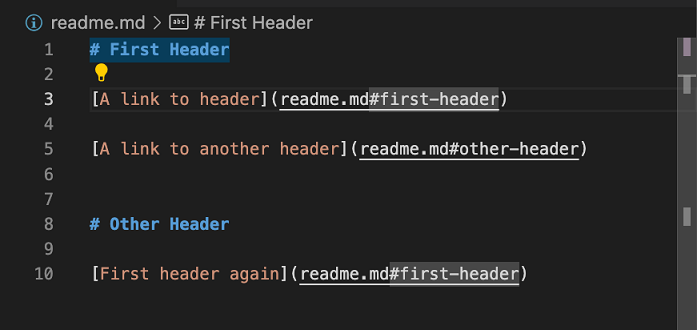 readme.md > # First Header
1 # First Header
2
3 [A link to header](readme.md#first-header)
4
5 [A link to another header](readme.md#other-header)
6
7
8 # Other Header
9
10 [First header again](readme.md#first-header)